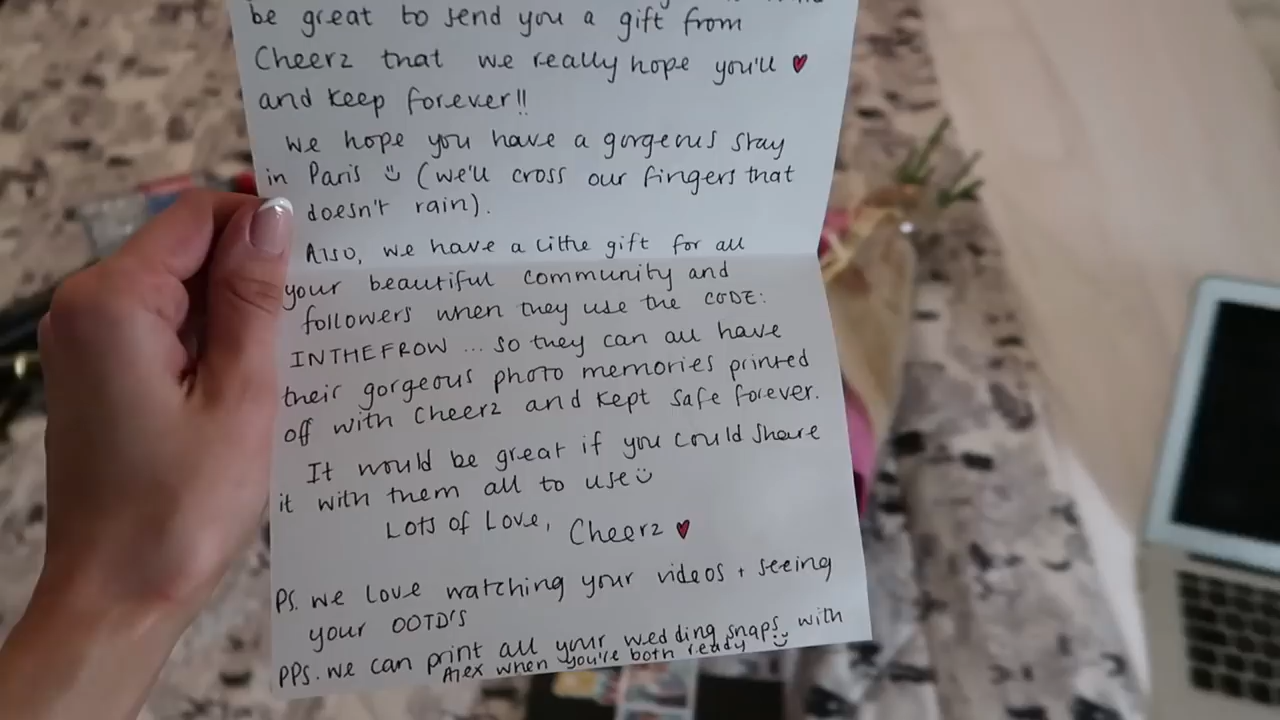 be great to send you a gift from
Cheerz that we really hope you'll ♥
and keep forever!!
We hope you have a gorgeous stay
in Paris ☺ (we'll cross our fingers that
doesn't rain).
Also, we have a little gift for all
your beautiful community and
followers when they use the CODE:
INTHEFROW ... so they can all have
their gorgeous photo memories printed
off with Cheerz and kept safe forever.
It would be great if you could share
it with them all to use ☺
Lots of Love, Cheerz ♥
PS. we love watching your videos + seeing
your OOTD'S
PPS. we can print all your wedding snaps ☺ with
Alex when you're both ready